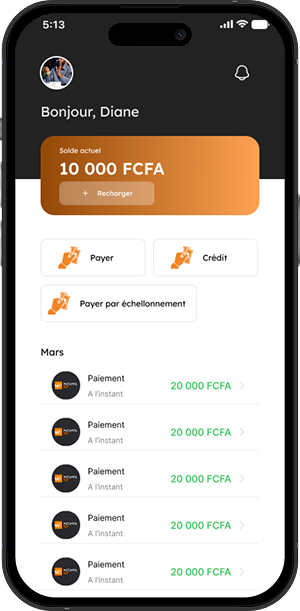 5:13
Bonjour, Diane
Solde actuel
10 000 FCFA
+ Recharger
Payer
Crédit
Payer par échellonnement
Mars
Paiement
20 000 FCFA
A l'instant
Paiement
20 000 FCFA
A l'instant
Paiement
20 000 FCFA
A l'instant
Paiement
20 000 FCFA
A l'instant
Paiement
20 000 FCFA
A l'instant